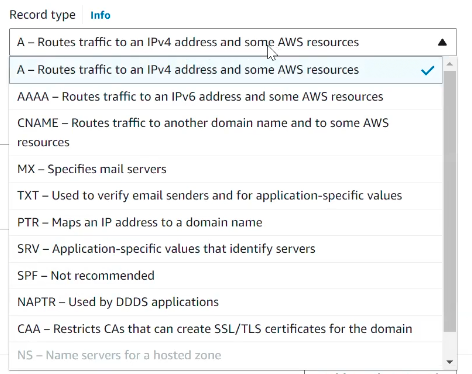 Record type Info
A – Routes traffic to an IPv4 address and some AWS resources
A – Routes traffic to an IPv4 address and some AWS resources
AAAA – Routes traffic to an IPv6 address and some AWS resources
CNAME – Routes traffic to another domain name and to some AWS
resources
MX – Specifies mail servers
TXT – Used to verify email senders and for application-specific values
PTR – Maps an IP address to a domain name
SRV – Application-specific values that identify servers
SPF – Not recommended
NAPTR – Used by DDDS applications
CAA – Restricts CAs that can create SSL/TLS certificates for the domain
NS – Name servers for a hosted zone